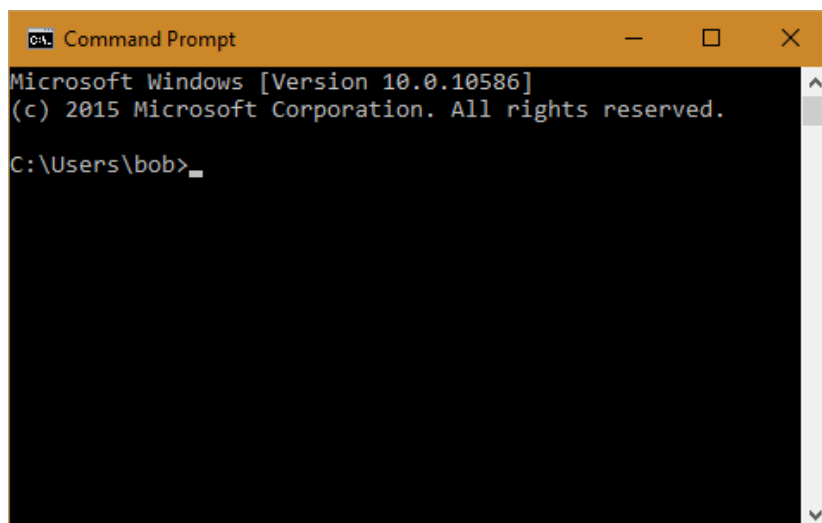 Command Prompt
Microsoft Windows [Version 10.0.10586]
(c) 2015 Microsoft Corporation. All rights reserved.
C:\Users\bob>_